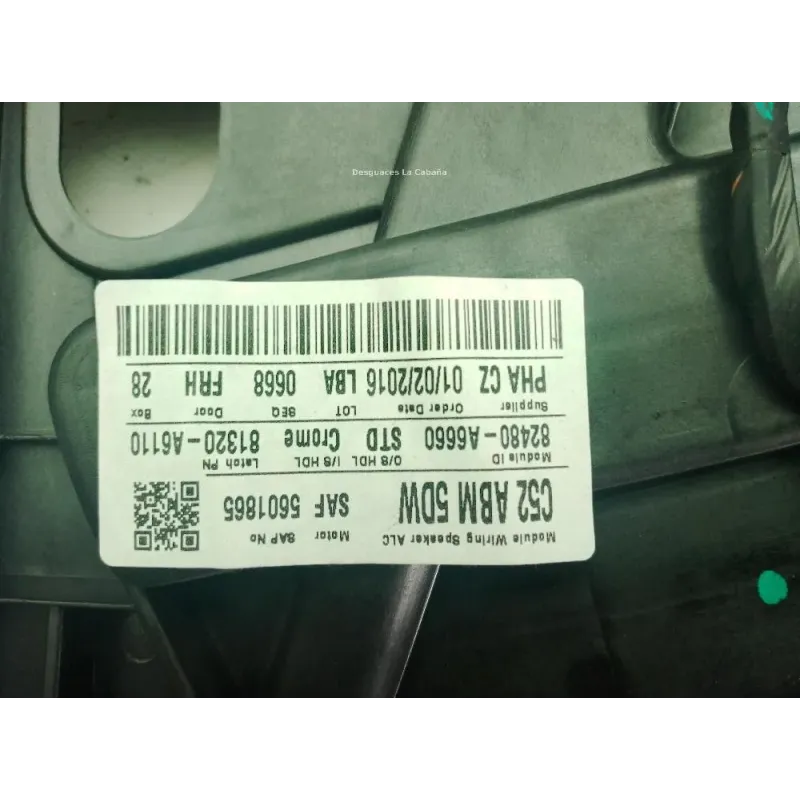 Desguaces La Cabaña
Module Wiring Speaker ALC Motor SAP No
C52 ABM 5DW SAF 5601865
Module ID O/S HDL I/S HDL Latch PN
82480-A6660 STD Crome 81320-A6110
Supplier Order Date LOT SEQ Door Box
PHA CZ 01/02/2016 LBA 0668 FRH 28